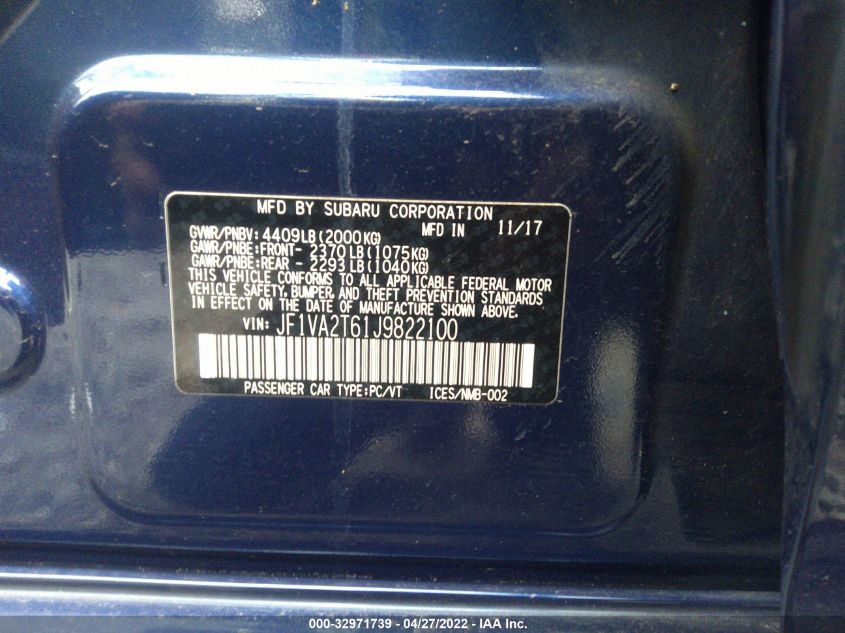 MFD BY SUBARU CORPORATION
GVWR/PNBV: 4409LB(2000KG) MFD IN 11/17
GAWR/PNBE:FRONT- 2370LB(1075KG)
GAWR/PNBE:REAR - 2293LB(1040KG)
THIS VEHICLE CONFORMS TO ALL APPLICABLE FEDERAL MOTOR
VEHICLE SAFETY, BUMPER, AND THEFT PREVENTION STANDARDS
IN EFFECT ON THE DATE OF MANUFACTURE SHOWN ABOVE.
VIN: JF1VA2T61J9822100
PASSENGER CAR TYPE:PC/VT ICES/NMB-002
000-32971739 - 04/27/2022 - IAA Inc.